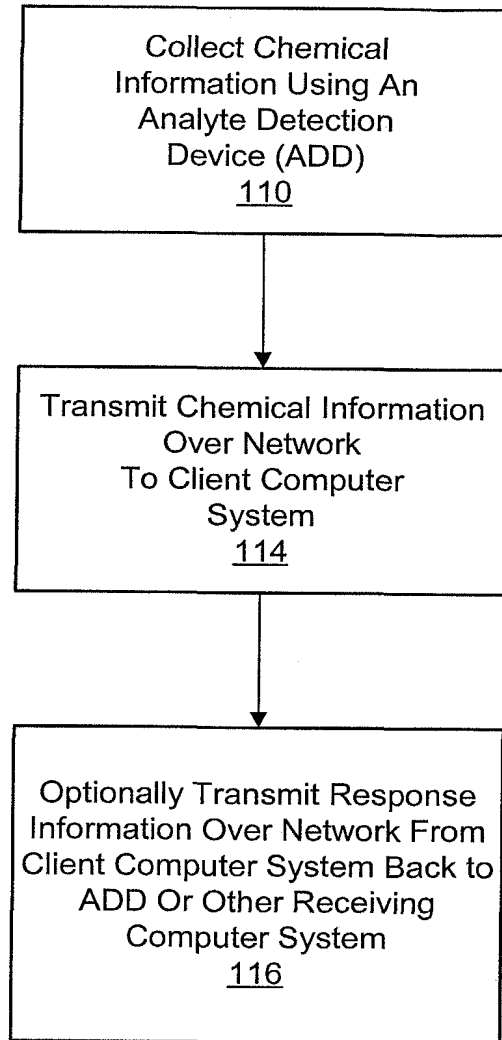 Collect Chemical
Information Using An
Analyte Detection
Device (ADD)
110
Transmit Chemical Information
Over Network
To Client Computer
System
114
Optionally Transmit Response
Information Over Network From
Client Computer System Back to
ADD Or Other Receiving
Computer System
116